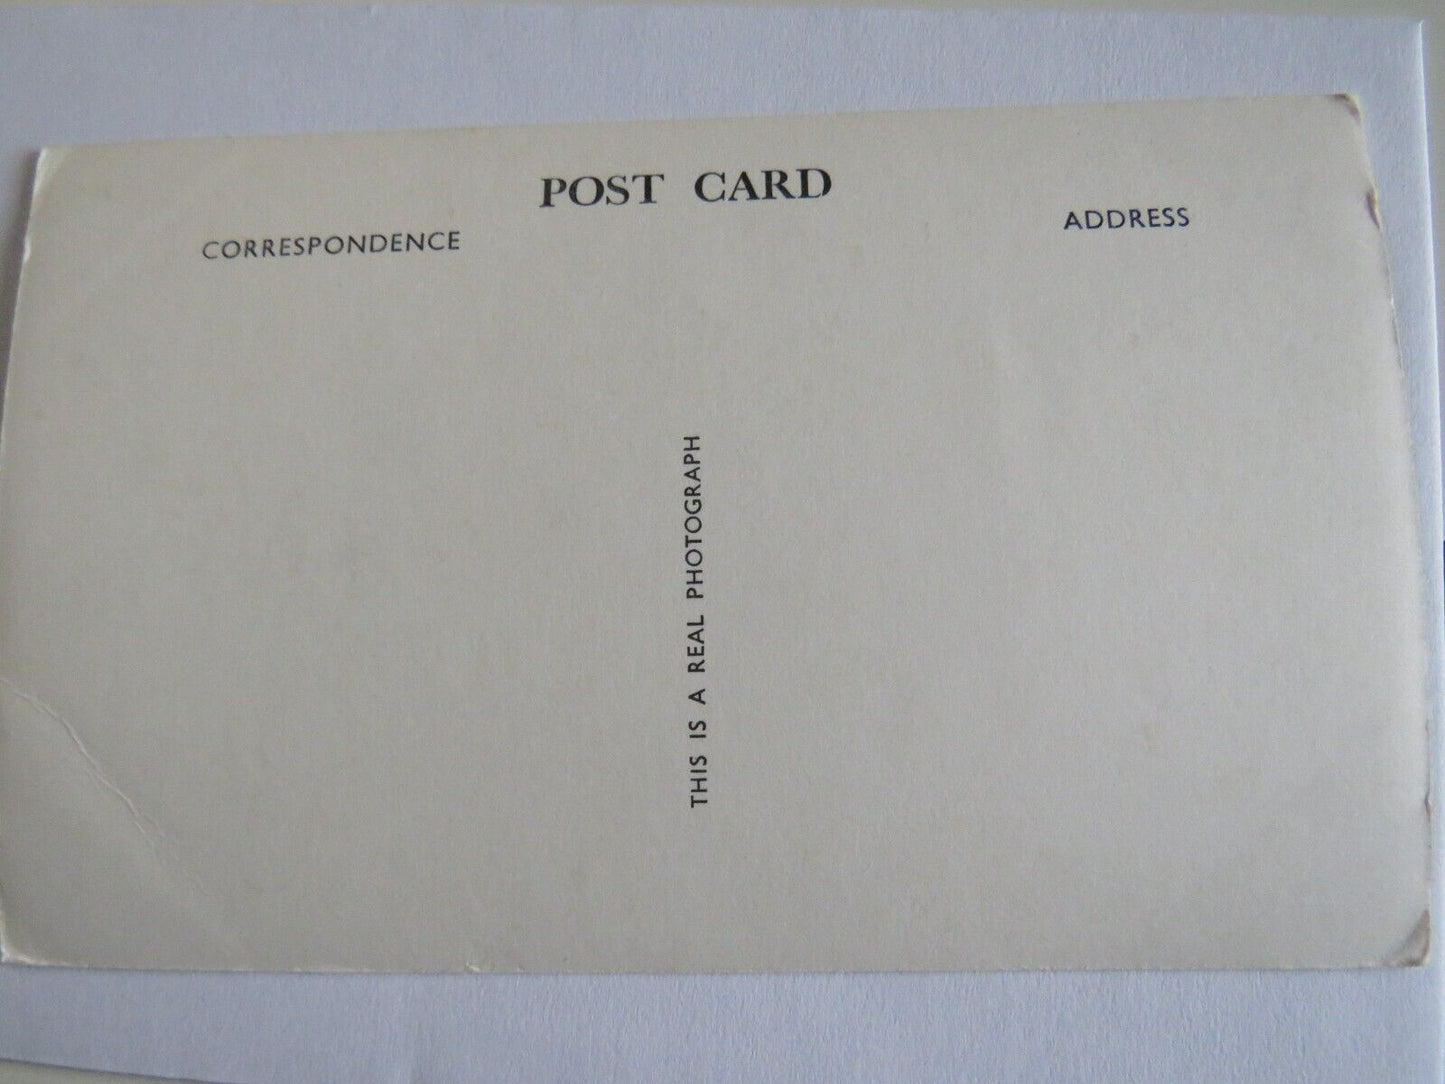 POST CARD
CORRESPONDENCE
ADDRESS
THIS IS A REAL PHOTOGRAPH